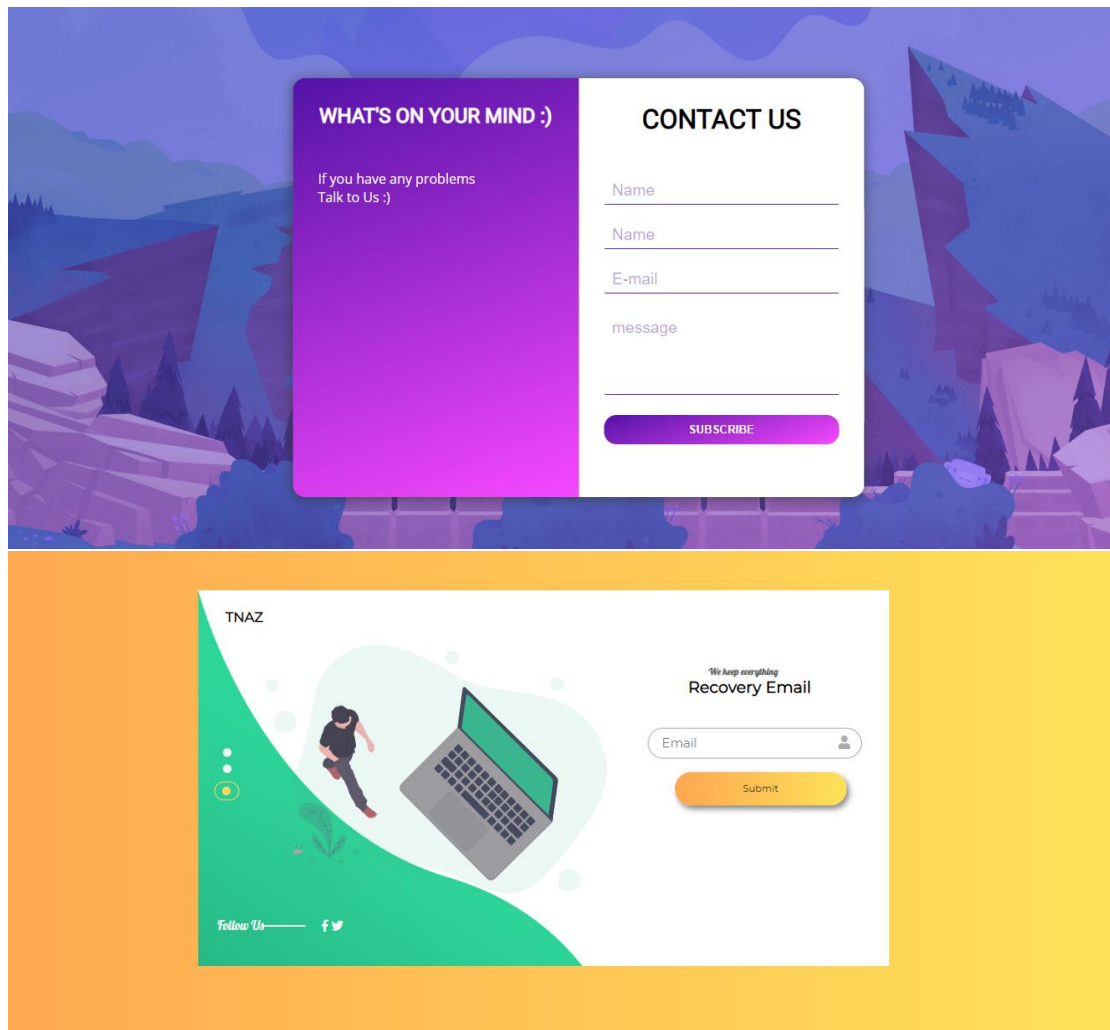 WHAT'S ON YOUR MIND :)
If you have any problems
Talk to Us :)
CONTACT US
Name
Name
E-mail
message
SUBSCRIBE
TNAZ
Follow Us
We keep everything
Recovery Email
Email
Submit